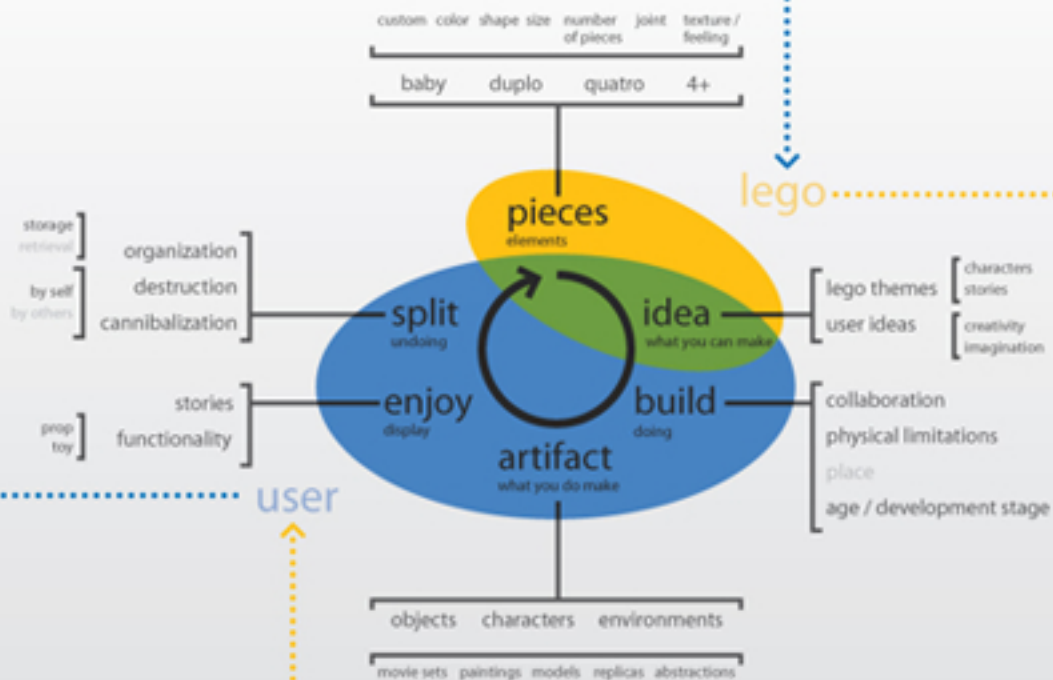 custom color shape size number of pieces joint texture / feeling
baby duplo quatro 4+
lego
pieces
elements
storage
retrieval
organization
by self
by others
destruction
cannibalization
split
undoing
idea
what you can make
lego themes
user ideas
characters
stories
creativity
imagination
stories
functionality
prop
toy
enjoy
display
build
doing
collaboration
physical limitations
place
age / development stage
artifact
what you do make
user
objects characters environments
movie sets paintings models replicas abstractions